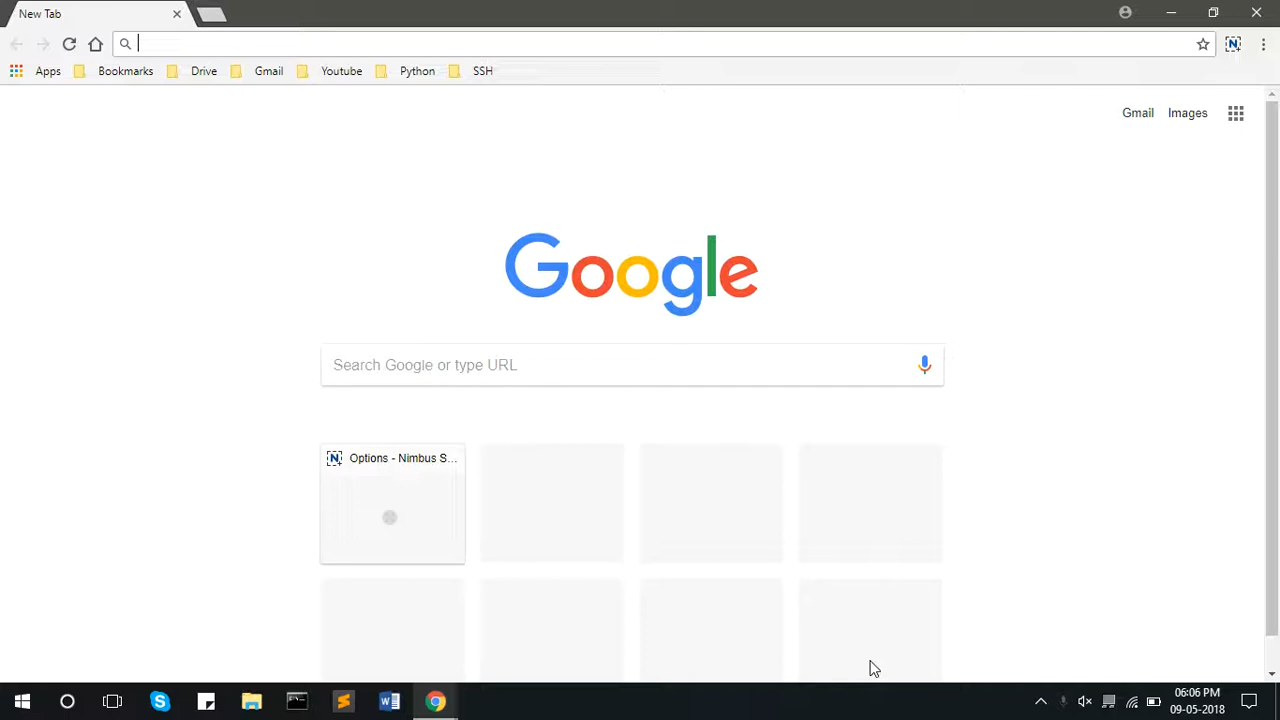 New Tab
Apps Bookmarks Drive Gmail Youtube Python SSH
Gmail Images
Google
Search Google or type URL
N Options - Nimbus S...
06:06 PM
09-05-2018